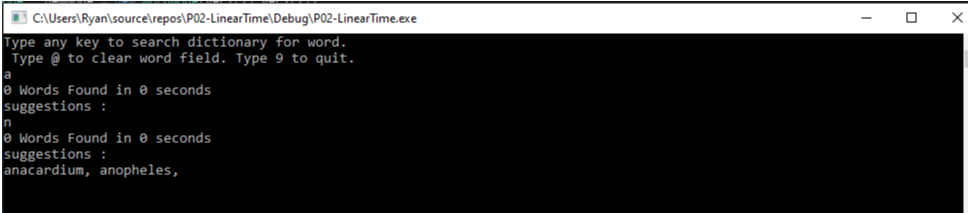 C:\Users\Ryan\source\repos\P02-LinearTime\Debug\P02-LinearTime.exe
Type any key to search dictionary for word.
Type @ to clear word field. Type 9 to quit.
a
0 Words Found in 0 seconds
suggestions :
n
0 Words Found in 0 seconds
suggestions :
anacardium, anopheles,